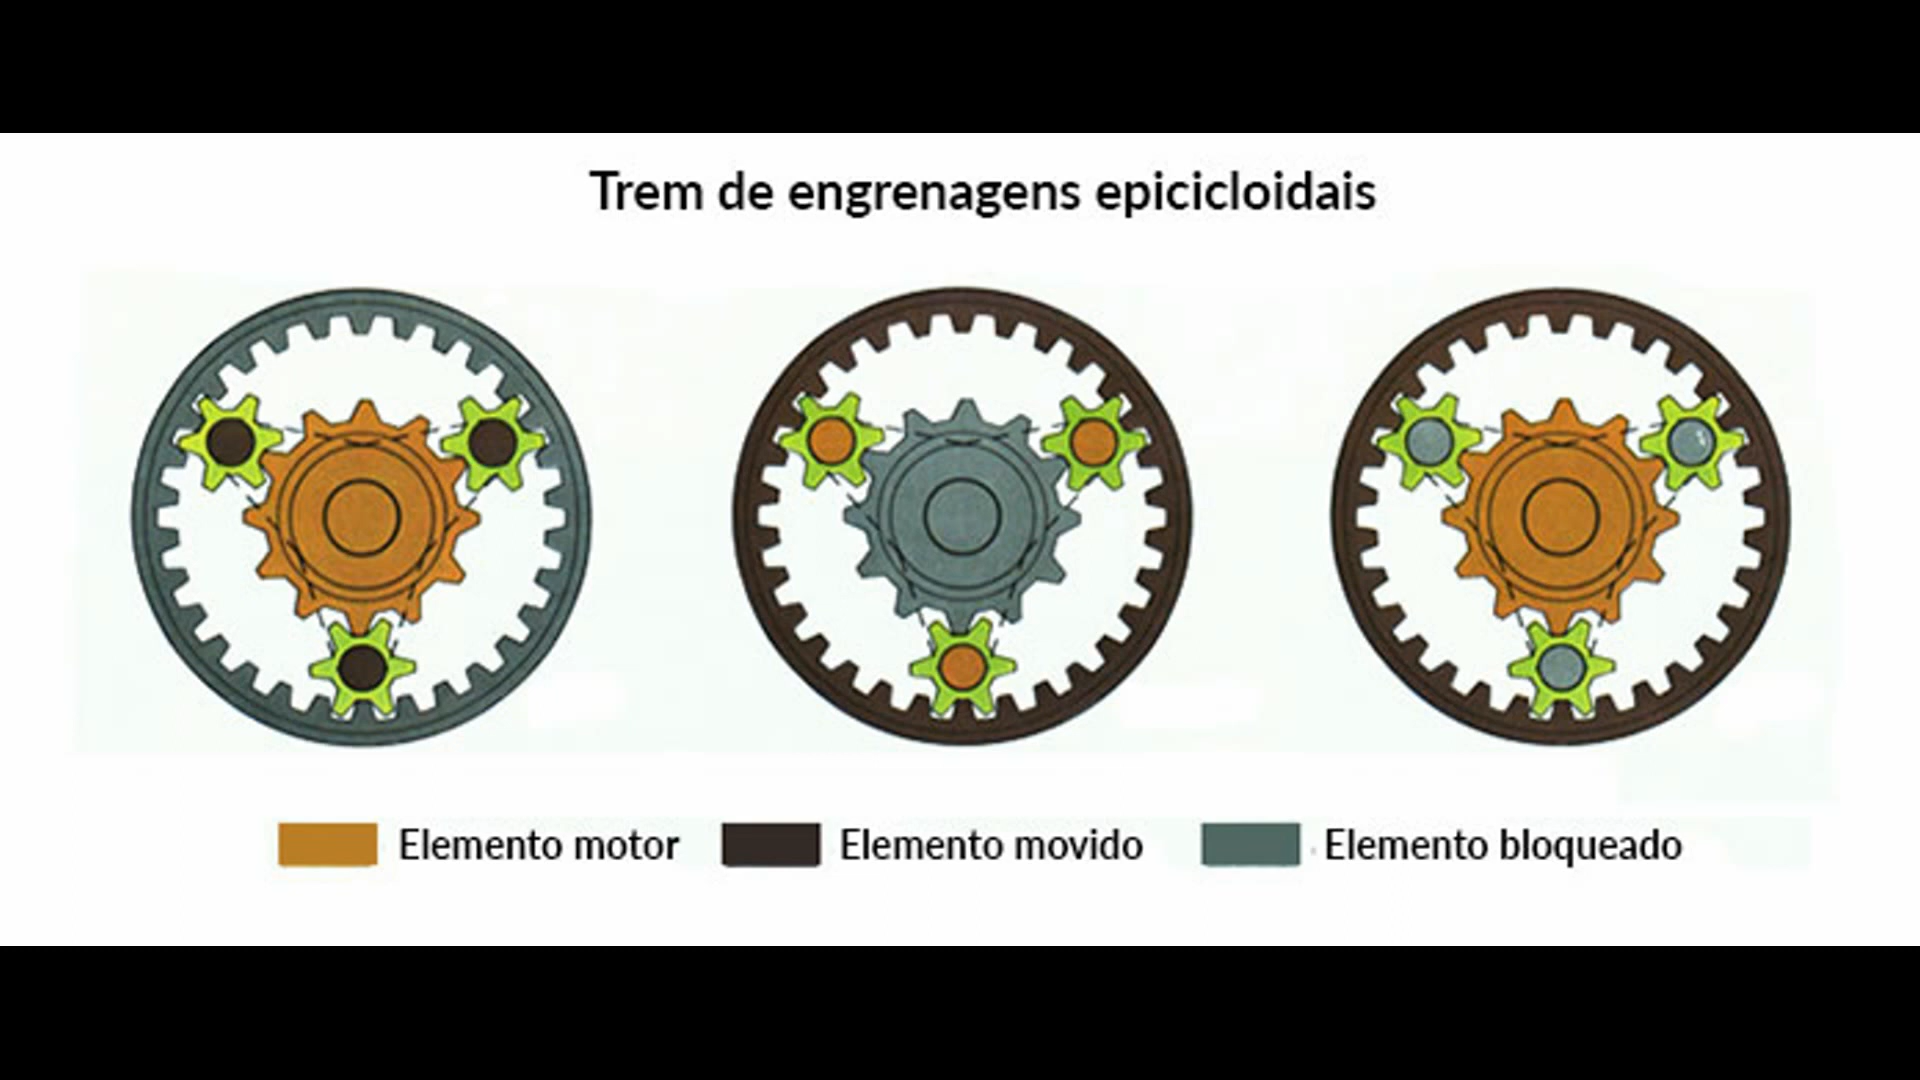 Trem de engrenagens epicicloidais
Elemento motor
Elemento movido
Elemento bloqueado